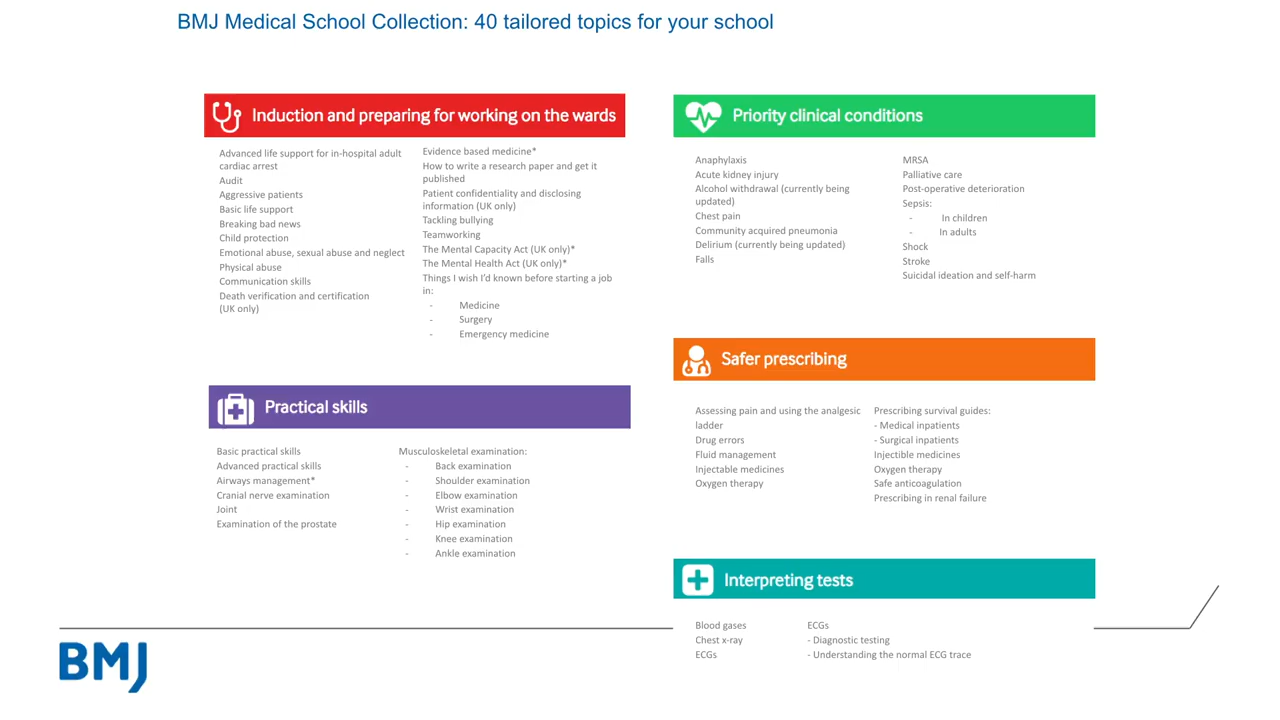 BMJ Medical School Collection: 40 tailored topics for your school
Induction and preparing for working on the wards
Advanced life support for in-hospital adult
cardiac arrest
Audit
Aggressive patients
Basic life support
Breaking bad news
Child protection
Emotional abuse, sexual abuse and neglect
Physical abuse
Communication skills
Death verification and certification
(UK only)
Evidence based medicine*
How to write a research paper and get it
published
Patient confidentiality and disclosing
information (UK only)
Tackling bullying
Teamworking
The Mental Capacity Act (UK only)*
The Mental Health Act (UK only)*
Things I wish I'd known before starting a job
in:
- Medicine
- Surgery
- Emergency medicine
Practical skills
Basic practical skills
Advanced practical skills
Airways management*
Cranial nerve examination
Joint
Examination of the prostate
Musculoskeletal examination:
- Back examination
- Shoulder examination
- Elbow examination
- Wrist examination
- Hip examination
- Knee examination
- Ankle examination
Priority clinical conditions
Anaphylaxis
Acute kidney injury
Alcohol withdrawal (currently being
updated)
Chest pain
Community acquired pneumonia
Delirium (currently being updated)
Falls
MRSA
Palliative care
Post-operative deterioration
Sepsis:
- In children
- In adults
Shock
Stroke
Suicidal ideation and self-harm
Safer prescribing
Assessing pain and using the analgesic
ladder
Drug errors
Fluid management
Injectable medicines
Oxygen therapy
Prescribing survival guides:
- Medical inpatients
- Surgical inpatients
Injectible medicines
Oxygen therapy
Safe anticoagulation
Prescribing in renal failure
Interpreting tests
Blood gases
Chest x-ray
ECGs
ECGs
- Diagnostic testing
- Understanding the normal ECG trace
BMJ